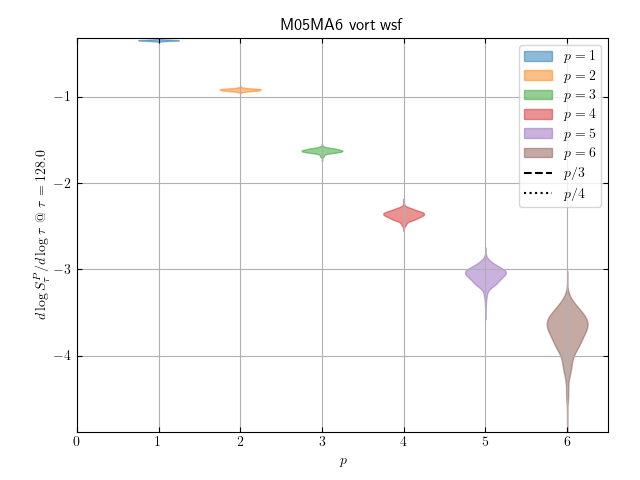 M05MA6 vort wsf
d log S_τ^P / d log τ @ τ = 128.0
−1
−2
−3
−4
0 1 2 3 4 5 6
p
p = 1
p = 2
p = 3
p = 4
p = 5
p = 6
p/3
p/4